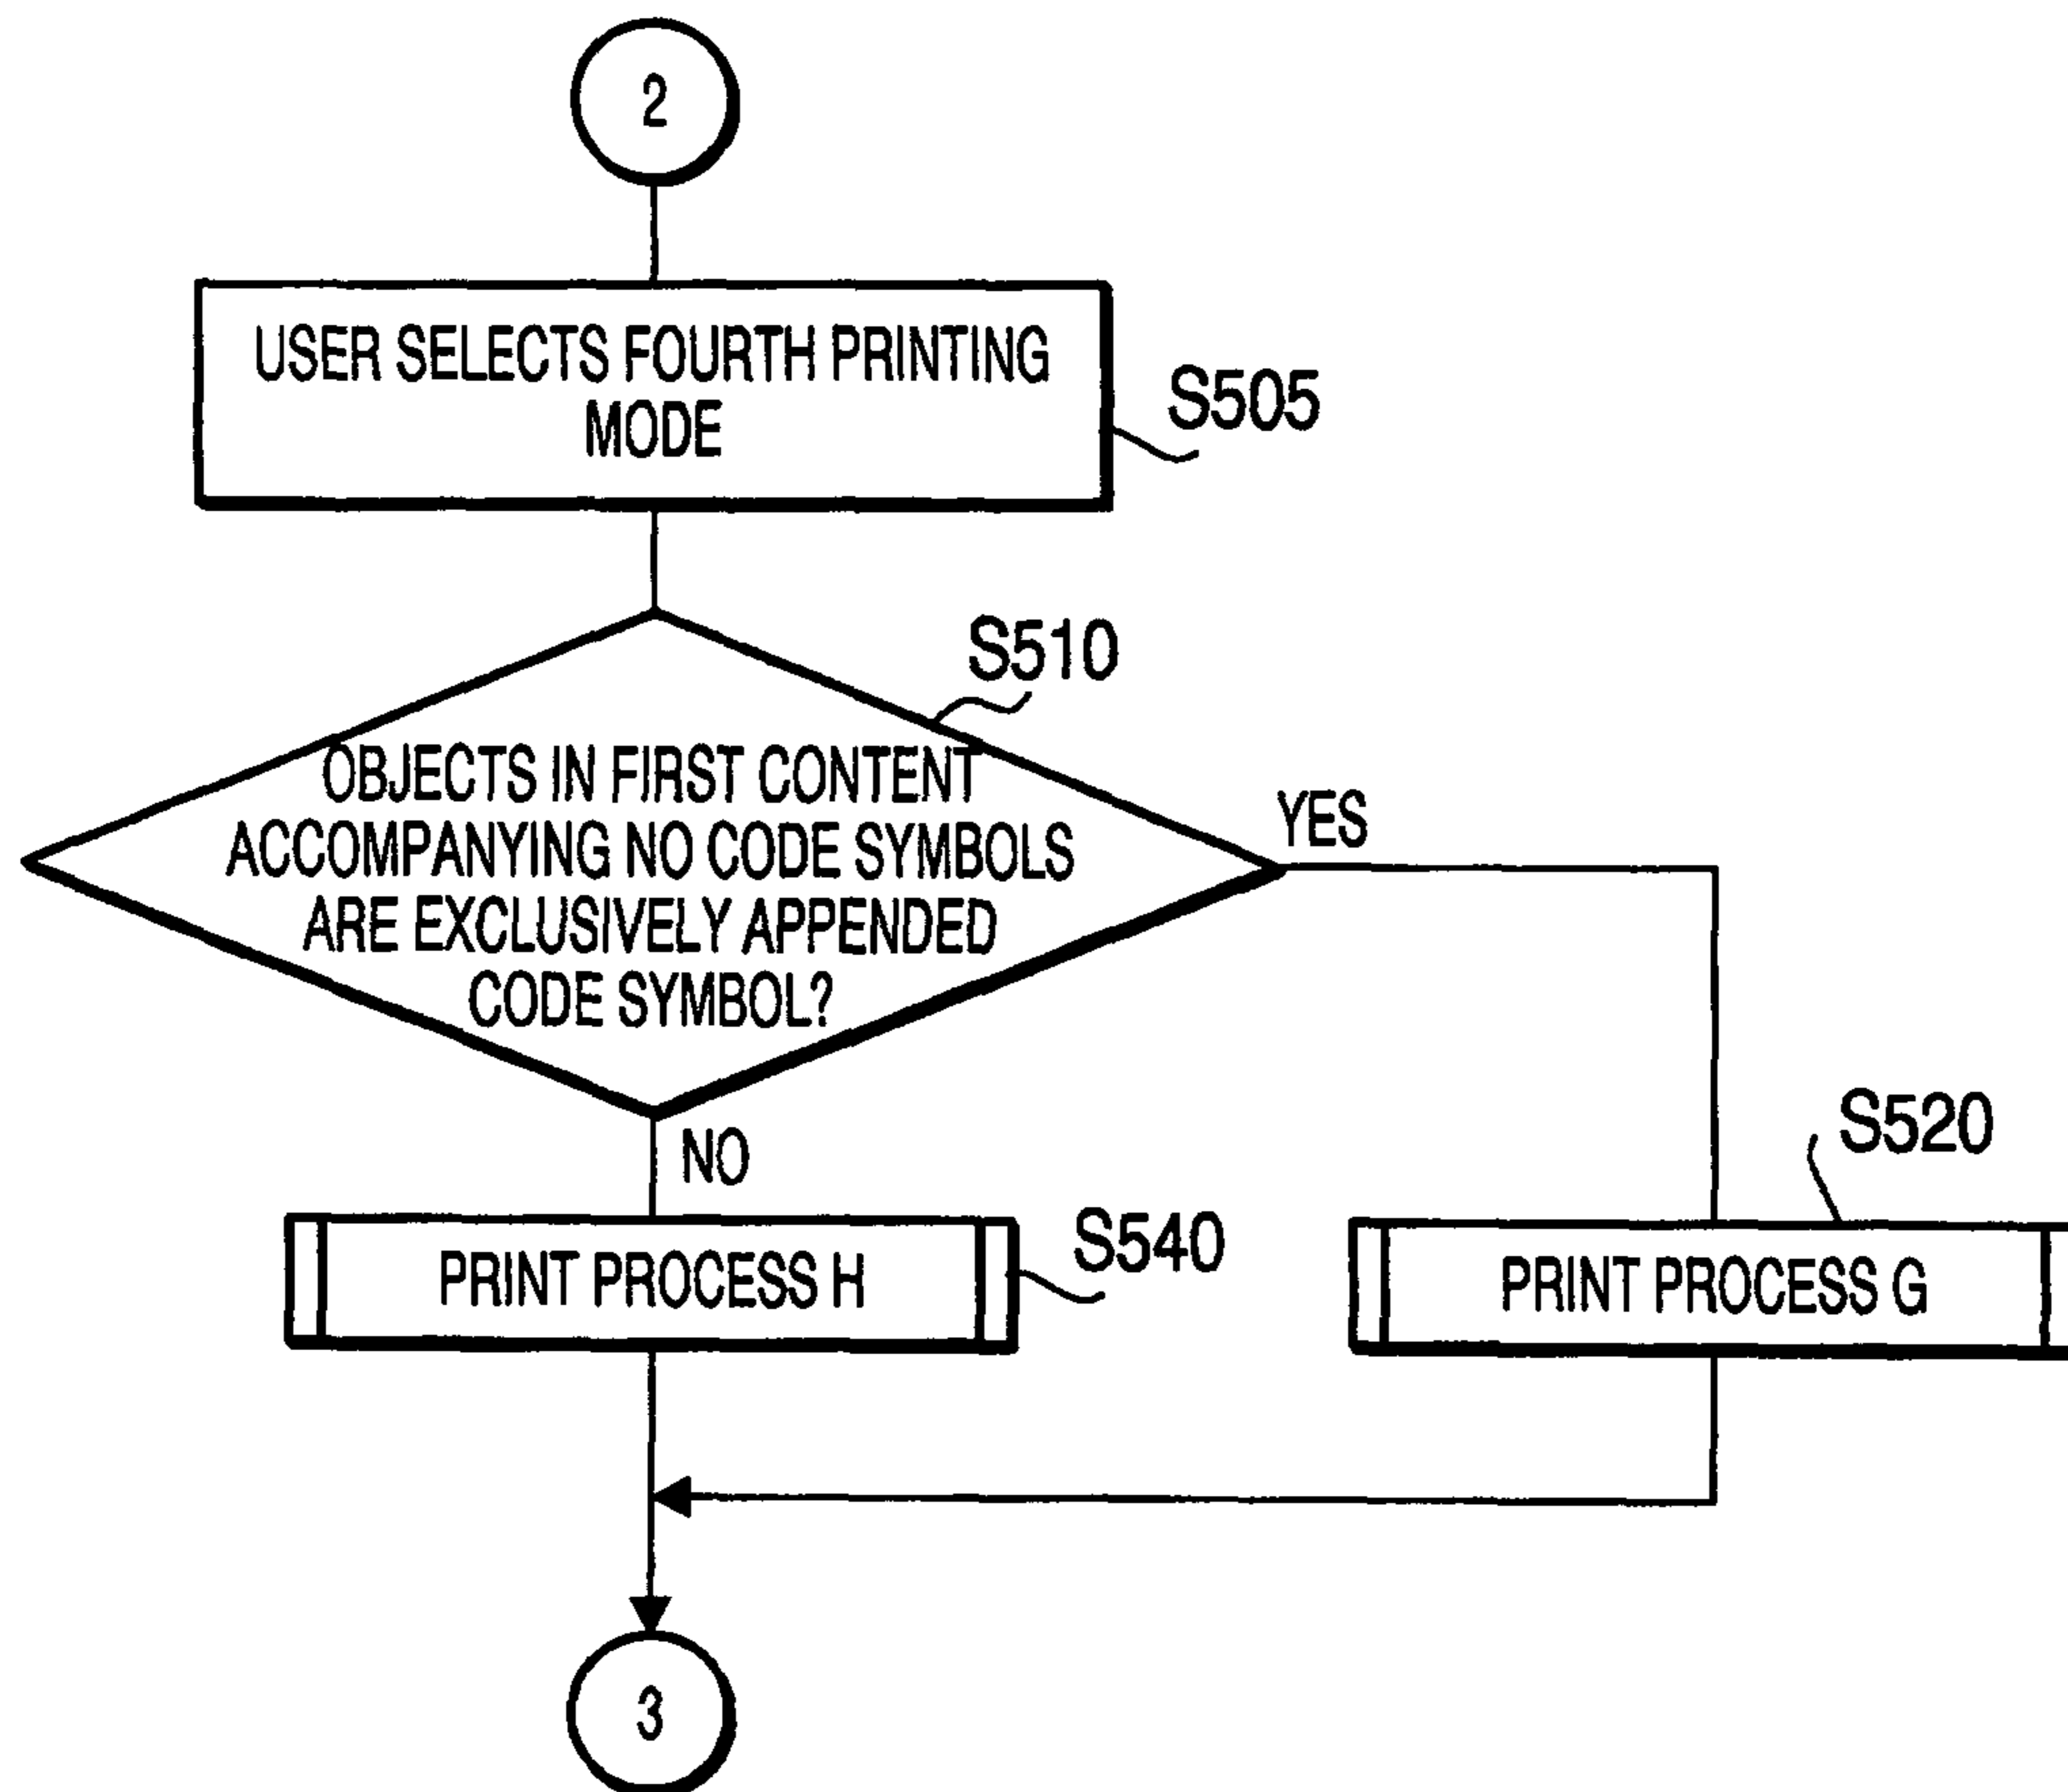 2
USER SELECTS FOURTH PRINTING
MODE
S505
S510
OBJECTS IN FIRST CONTENT
ACCOMPANYING NO CODE SYMBOLS
ARE EXCLUSIVELY APPENDED
CODE SYMBOL?
YES
NO
S520
S540
PRINT PROCESS H
PRINT PROCESS G
3